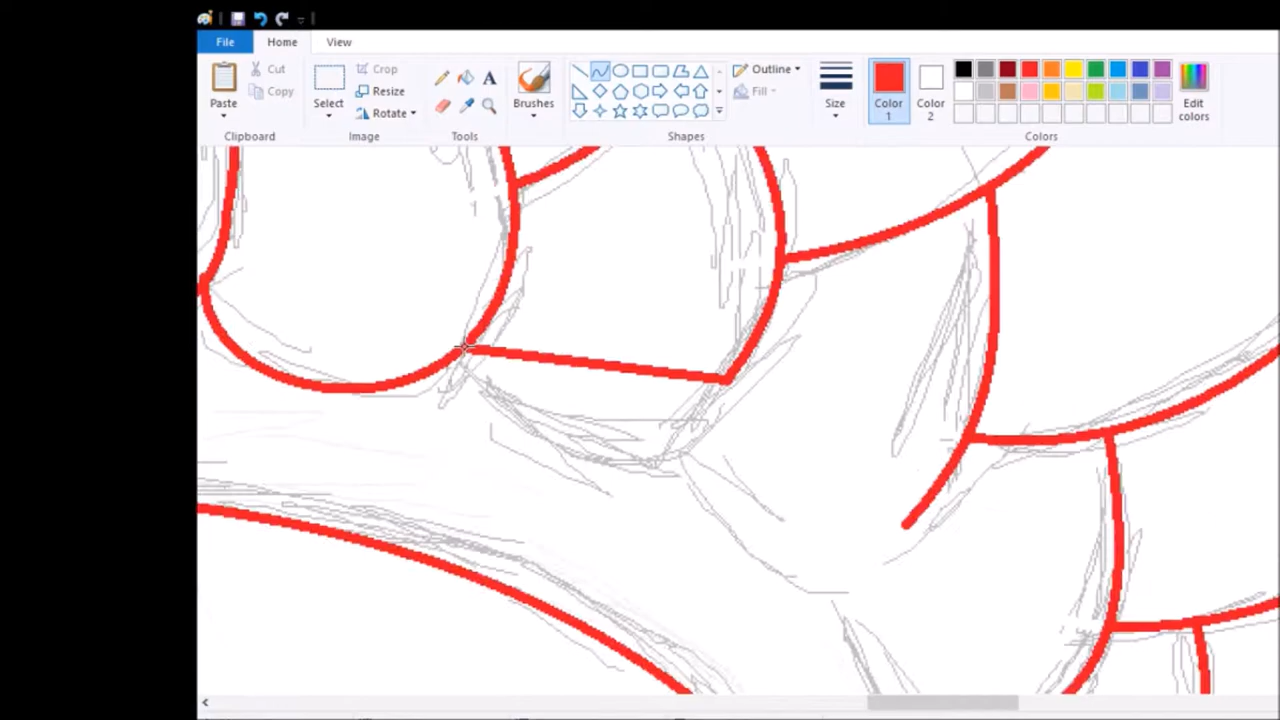 File Home View
Paste
Cut
Copy
Clipboard
Select
Crop
Resize
Rotate
Image
A
Tools
Brushes
Shapes
Outline
Fill
Size
Color 1
Color 2
Edit colors
Colors